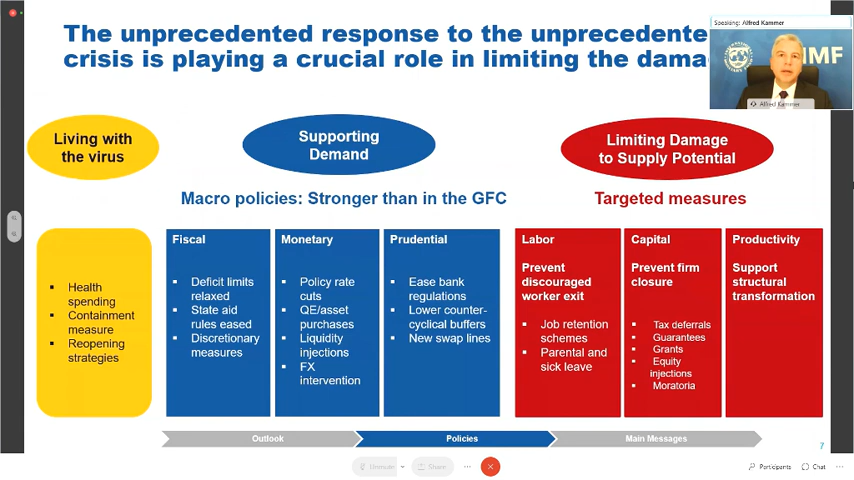 The unprecedented response to the unprecedente
crisis is playing a crucial role in limiting the dama
Speaking: Alfred Kammer
IMF
Alfred Kammer
Living with
the virus
Supporting
Demand
Limiting Damage
to Supply Potential
Macro policies: Stronger than in the GFC
Targeted measures
▪ Health
spending
▪ Containment
measure
▪ Reopening
strategies
Fiscal
▪ Deficit limits
relaxed
▪ State aid
rules eased
▪ Discretionary
measures
Monetary
▪ Policy rate
cuts
▪ QE/asset
purchases
▪ Liquidity
injections
▪ FX
intervention
Prudential
▪ Ease bank
regulations
▪ Lower counter-
cyclical buffers
▪ New swap lines
Labor
Prevent
discouraged
worker exit
▪ Job retention
schemes
▪ Parental and
sick leave
Capital
Prevent firm
closure
▪ Tax deferrals
▪ Guarantees
▪ Grants
▪ Equity
injections
▪ Moratoria
Productivity
Support
structural
transformation
Outlook
Policies
Main Messages
7
Unmute
Share
Participants
Chat